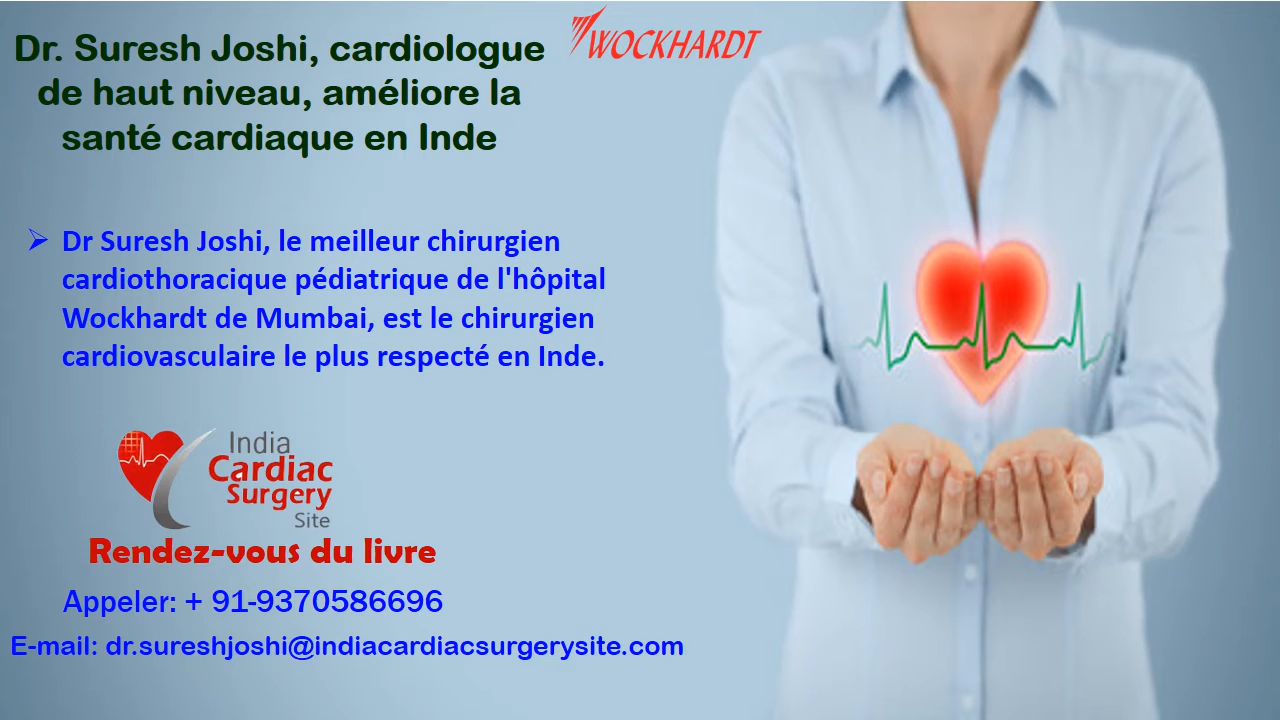 Dr. Suresh Joshi, cardiologue
de haut niveau, améliore la
santé cardiaque en Inde
WOCKHARDT
➢ Dr Suresh Joshi, le meilleur chirurgien
cardiothoracique pédiatrique de l'hôpital
Wockhardt de Mumbai, est le chirurgien
cardiovasculaire le plus respecté en Inde.
India
Cardiac
Surgery
Site
Rendez-vous du livre
Appeler: + 91-9370586696
E-mail: dr.sureshjoshi@indiacardiacsurgerysite.com